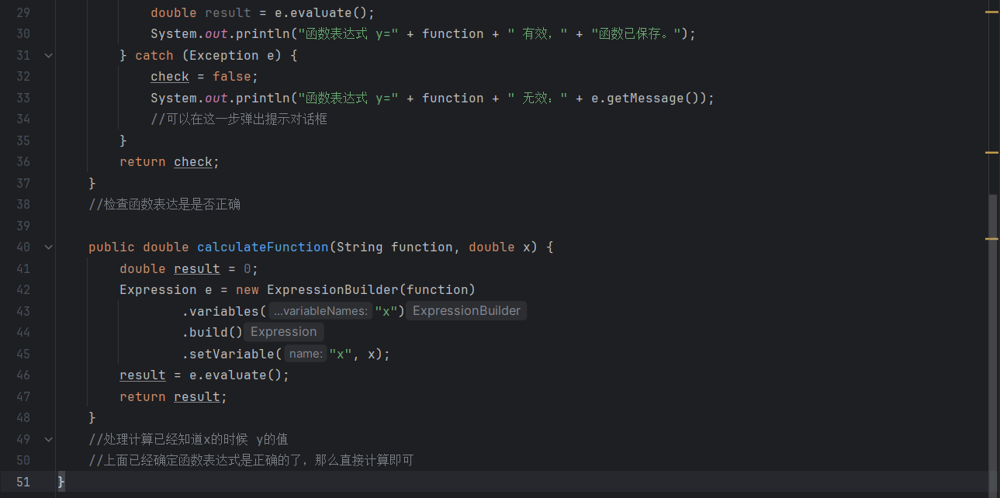 29 double result = e.evaluate();
30 System.out.println("函数表达式 y=" + function + " 有效，" + "函数已保存。");
31 } catch (Exception e) {
32 check = false;
33 System.out.println("函数表达式 y=" + function + " 无效：" + e.getMessage());
34 //可以在这一步弹出提示对话框
35 }
36 return check;
37 }
38 //检查函数表达是是否正确
39
40 public double calculateFunction(String function, double x) {
41 double result = 0;
42 Expression e = new ExpressionBuilder(function)
43 .variables( ...variableNames: "x") ExpressionBuilder
44 .build() Expression
45 .setVariable( name: "x", x);
46 result = e.evaluate();
47 return result;
48 }
49 //处理计算已经知道x的时候 y的值
50 //上面已经确定函数表达式是正确的了，那么直接计算即可
51 }